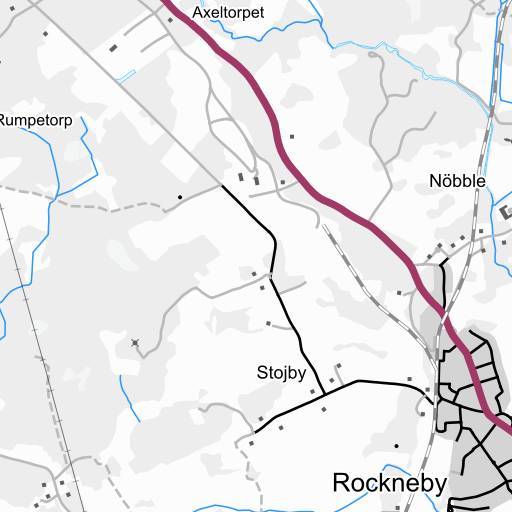 Axeltorpet
Rumpetorp
Nöbble
Stojby
Rockneby